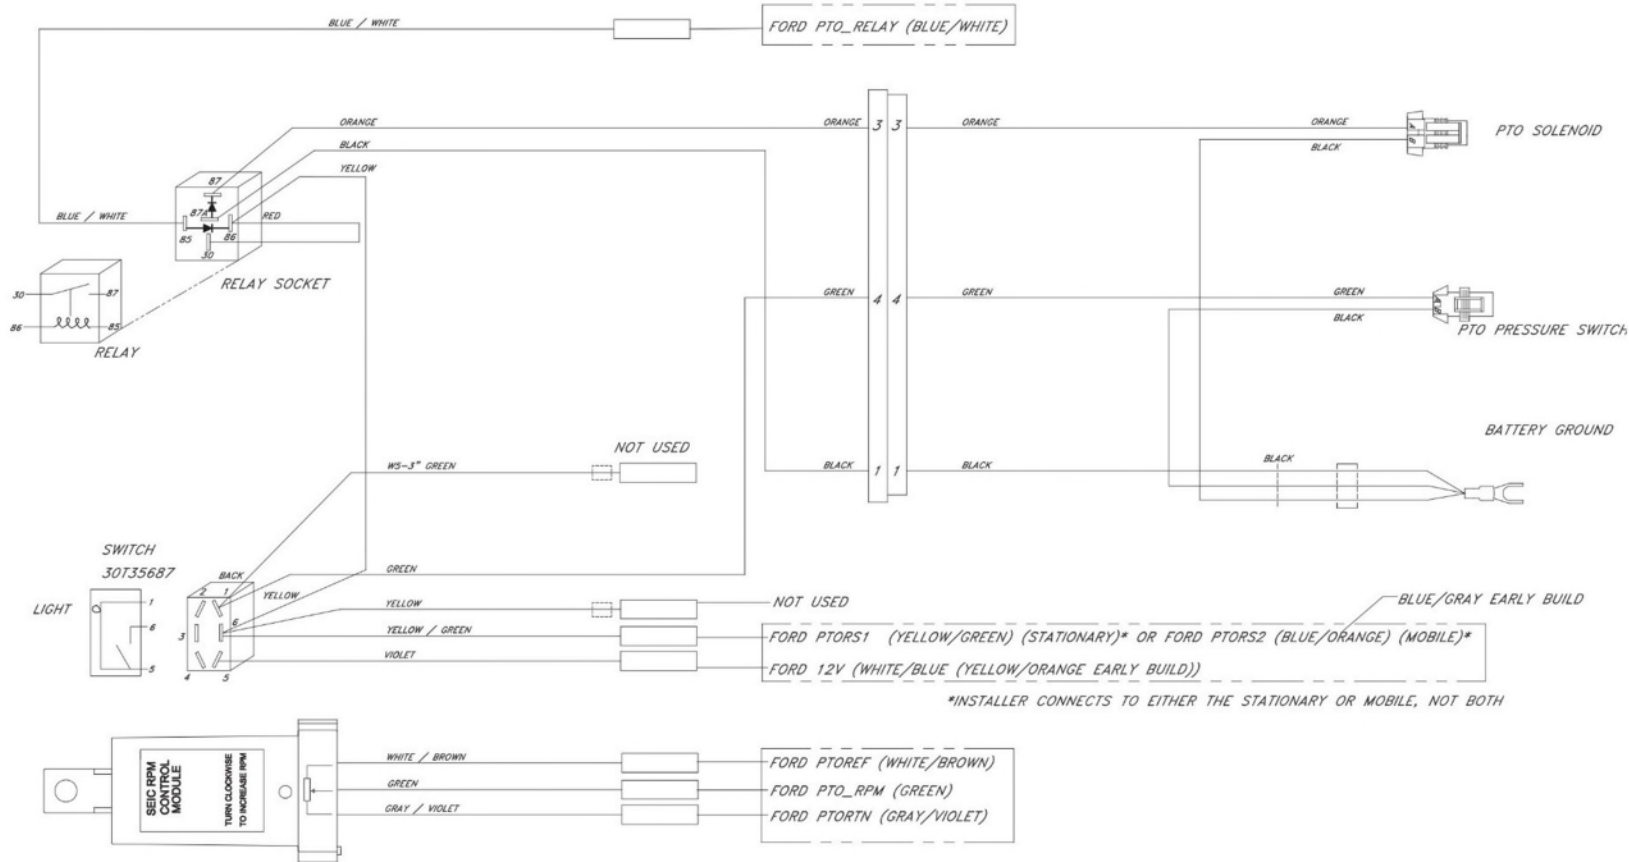 BLUE / WHITE
FORD PTO_RELAY (BLUE/WHITE)
ORANGE
ORANGE
3
3
ORANGE
ORANGE
A
B
PTO SOLENOID
BLACK
BLACK
YELLOW
87
87A
BLUE / WHITE
RED
85
86
30
RELAY SOCKET
30
87
86
85
RELAY
GREEN
4
4
GREEN
GREEN
BLACK
A
B
PTO PRESSURE SWITCH
BATTERY GROUND
NOT USED
W5-3" GREEN
BLACK
1
1
BLACK
BLACK
SWITCH
30T35687
LIGHT
1
6
5
BACK
2
1
3
6
4
5
GREEN
YELLOW
YELLOW
NOT USED
BLUE/GRAY EARLY BUILD
YELLOW / GREEN
FORD PTORS1 (YELLOW/GREEN) (STATIONARY)* OR FORD PTORS2 (BLUE/ORANGE) (MOBILE)*
VIOLET
FORD 12V (WHITE/BLUE (YELLOW/ORANGE EARLY BUILD))
*INSTALLER CONNECTS TO EITHER THE STATIONARY OR MOBILE, NOT BOTH
SEIC RPM
CONTROL
MODULE
TURN CLOCKWISE
TO INCREASE RPM
WHITE / BROWN
FORD PTOREF (WHITE/BROWN)
GREEN
FORD PTO_RPM (GREEN)
GRAY / VIOLET
FORD PTORTN (GRAY/VIOLET)